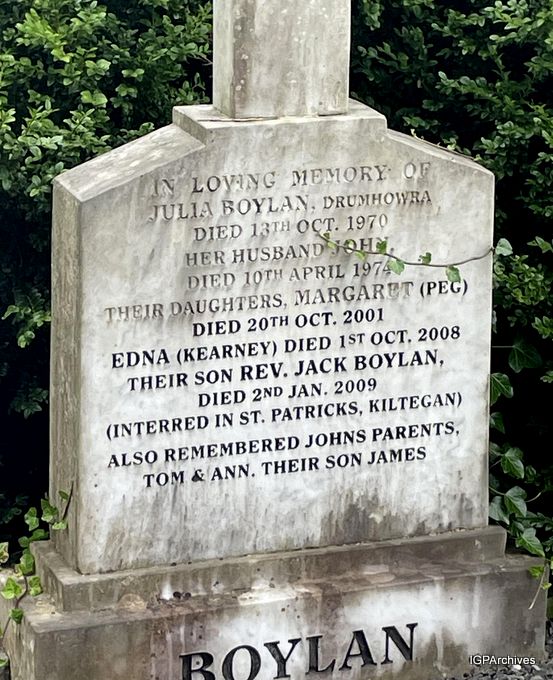 IN LOVING MEMORY OF
JULIA BOYLAN, DRUMHOWRA
DIED 13TH OCT. 1970
HER HUSBAND JOHN,
DIED 10TH APRIL 1974
THEIR DAUGHTERS, MARGARET (PEG)
DIED 20TH OCT. 2001
EDNA (KEARNEY) DIED 1ST OCT. 2008
THEIR SON REV. JACK BOYLAN,
DIED 2ND JAN. 2009
(INTERRED IN ST. PATRICKS, KILTEGAN)
ALSO REMEMBERED JOHNS PARENTS,
TOM & ANN. THEIR SON JAMES
BOYLAN
IGPArchives